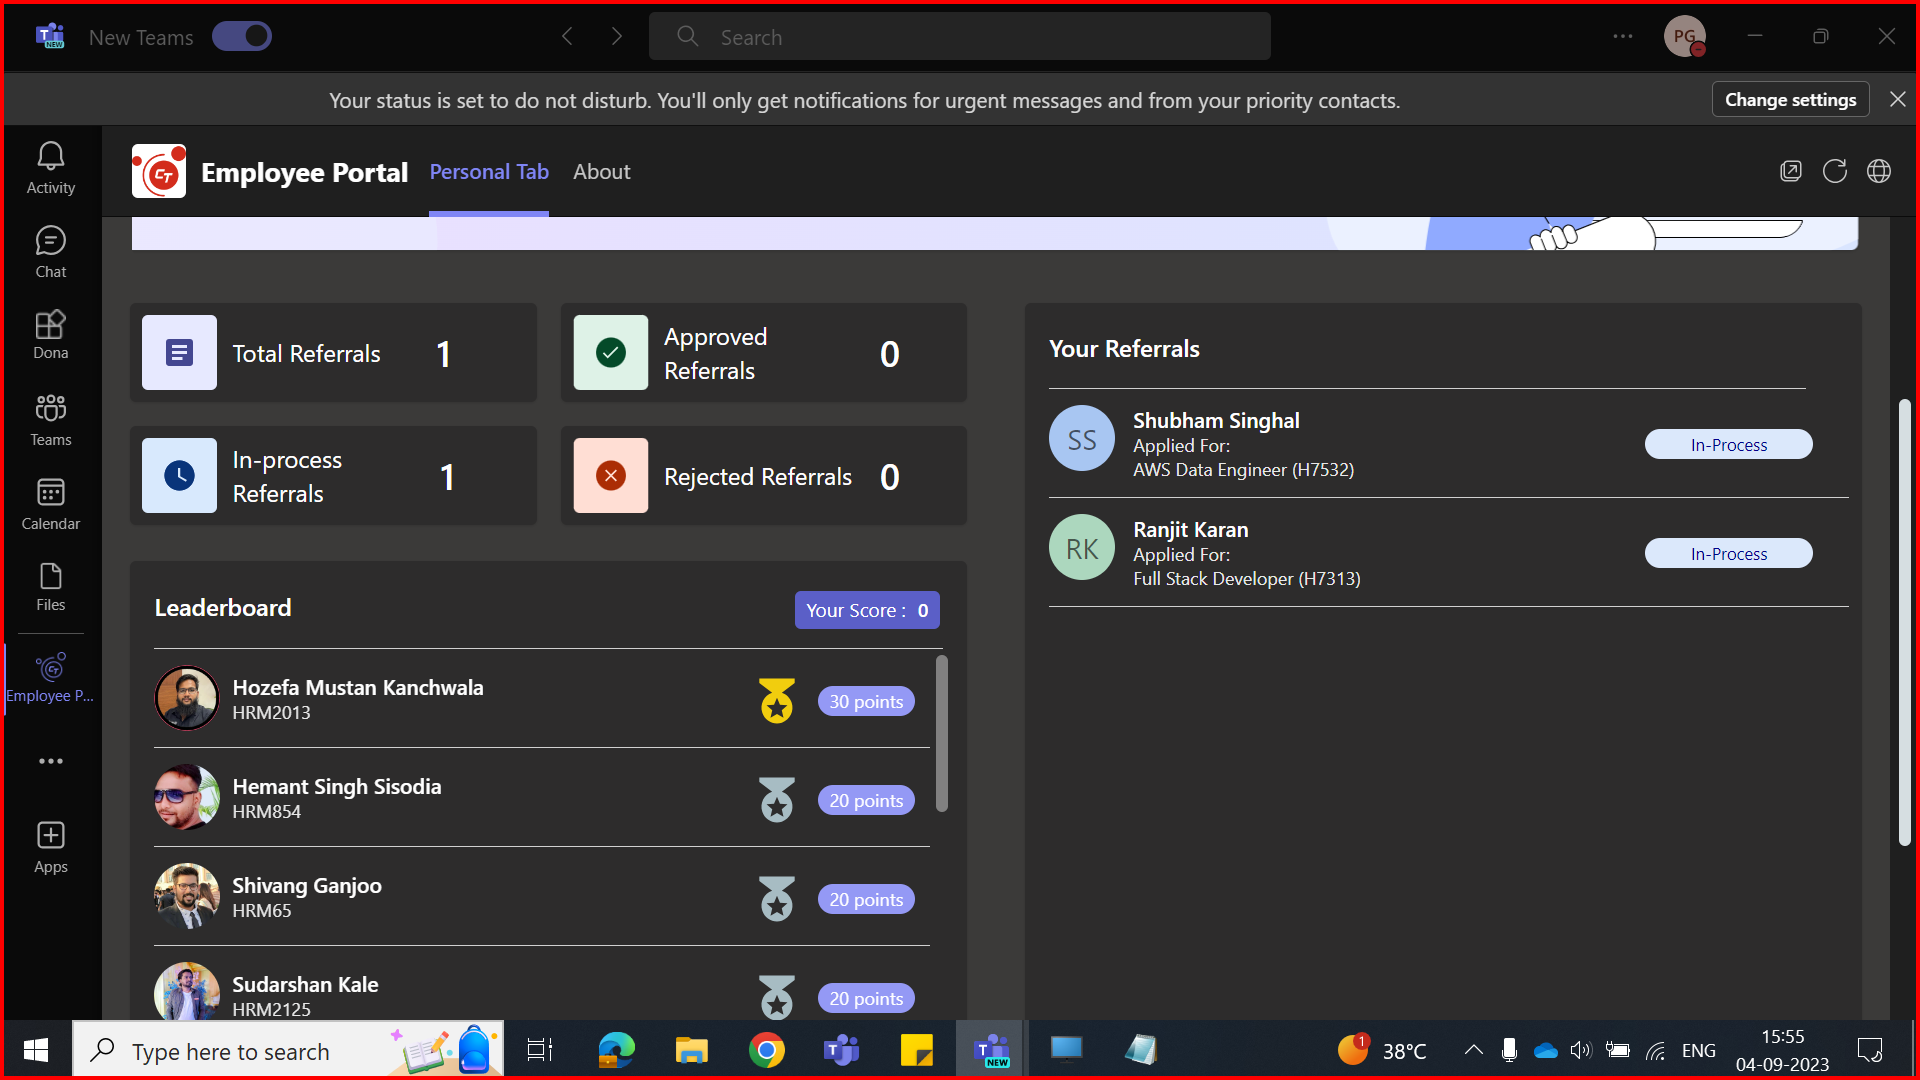 New Teams
Search
PG
Your status is set to do not disturb. You'll only get notifications for urgent messages and from your priority contacts.
Change settings
Activity
Chat
Dona
Teams
Calendar
Files
Employee P...
Apps
CT
Employee Portal
Personal Tab
About
Total Referrals
1
Approved
Referrals
0
In-process
Referrals
1
Rejected Referrals
0
Leaderboard
Your Score : 0
Hozefa Mustan Kanchwala
HRM2013
30 points
Hemant Singh Sisodia
HRM854
20 points
Shivang Ganjoo
HRM65
20 points
Sudarshan Kale
HRM2125
20 points
Your Referrals
SS
Shubham Singhal
Applied For:
AWS Data Engineer (H7532)
In-Process
RK
Ranjit Karan
Applied For:
Full Stack Developer (H7313)
In-Process
Type here to search
NEW
1
38°C
ENG
15:55
04-09-2023